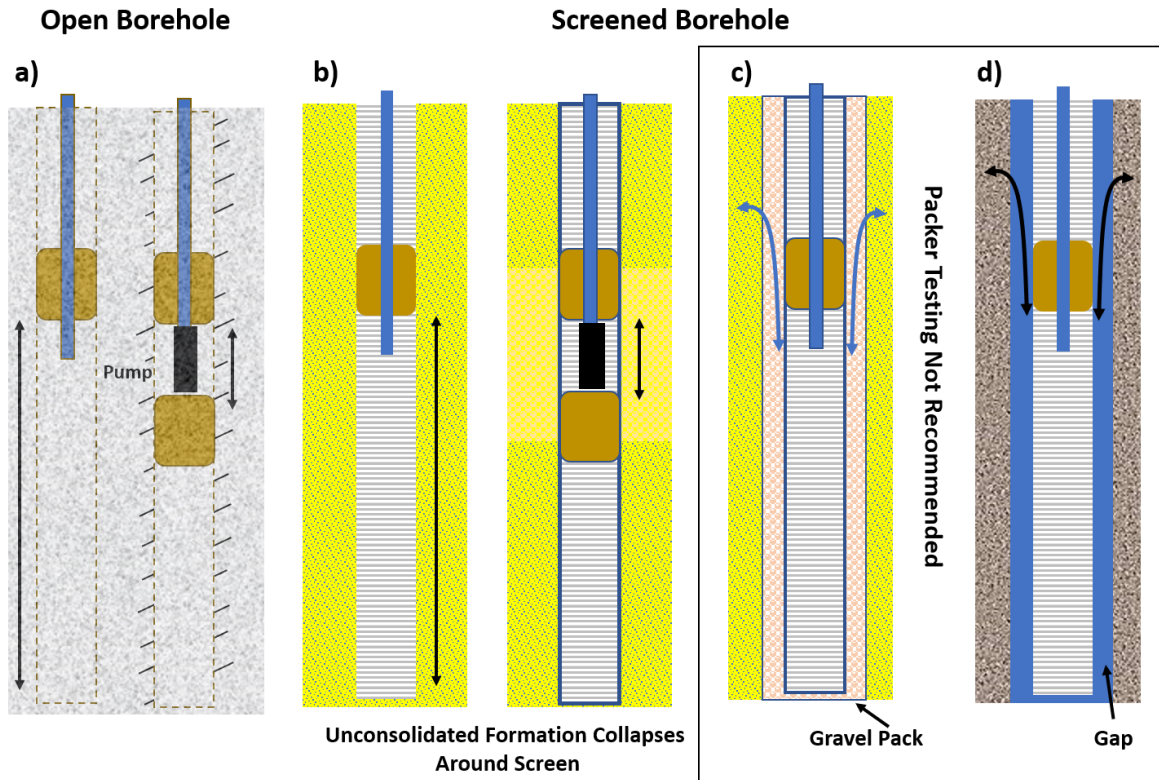 Open Borehole
Screened Borehole
a)
b)
c)
d)
Pump
Packer Testing Not Recommended
Unconsolidated Formation Collapses
Around Screen
Gravel Pack
Gap